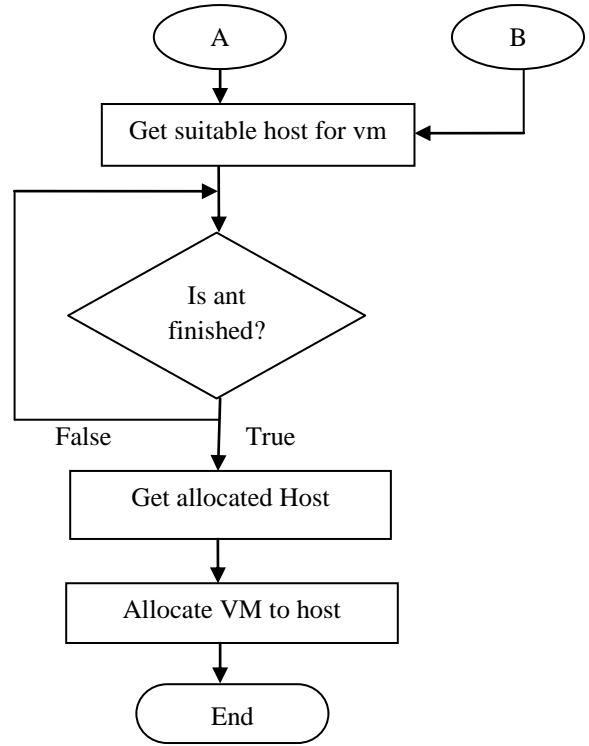 A
B
Get suitable host for vm
Is ant
finished?
False
True
Get allocated Host
Allocate VM to host
End